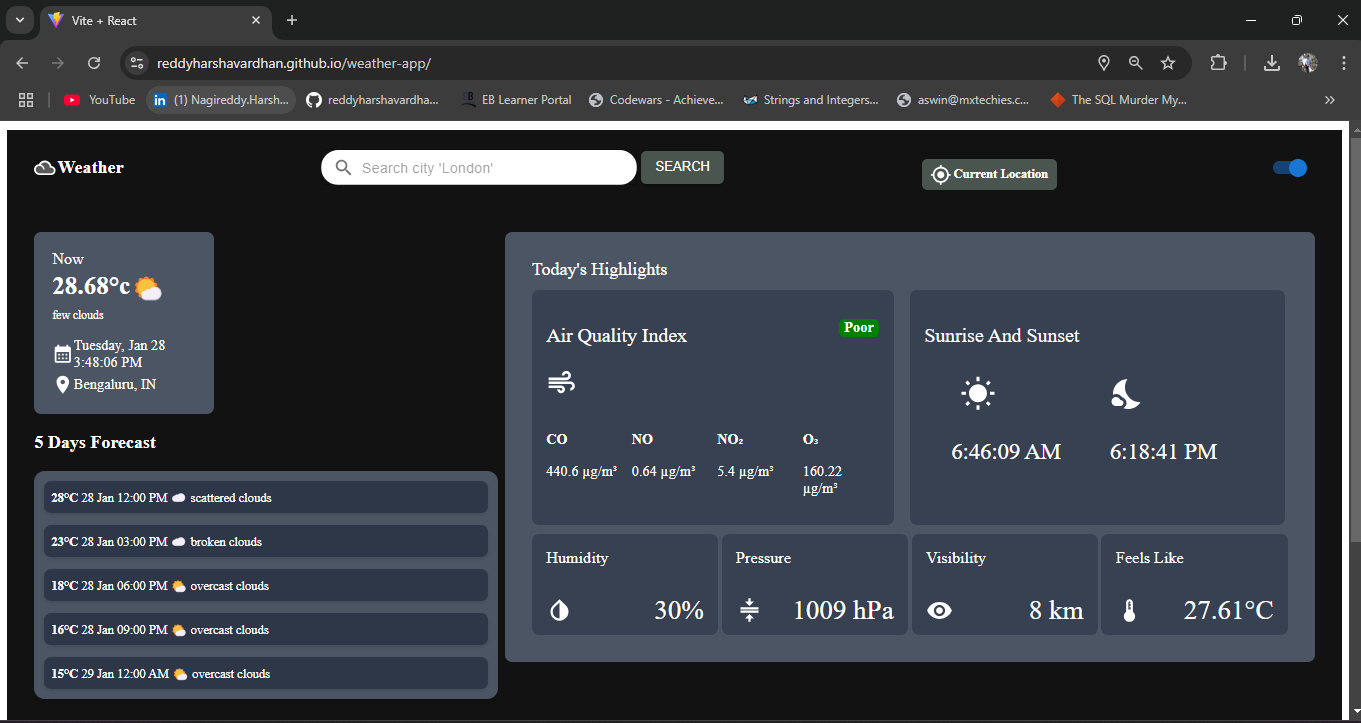 Vite + React
reddyharshavardhan.github.io/weather-app/
YouTube
(1) Nagireddy.Harsh...
reddyharshavardha...
EB Learner Portal
Codewars - Achieve...
Strings and Integers...
aswin@mxtechies.c...
The SQL Murder My...
Weather
Search city 'London'
SEARCH
Current Location
Now
28.68°c
few clouds
Tuesday, Jan 28
3:48:06 PM
Bengaluru, IN
5 Days Forecast
28°C 28 Jan 12:00 PM scattered clouds
23°C 28 Jan 03:00 PM broken clouds
18°C 28 Jan 06:00 PM overcast clouds
16°C 28 Jan 09:00 PM overcast clouds
15°C 29 Jan 12:00 AM overcast clouds
Today's Highlights
Air Quality Index
Poor
CO NO NO₂ O₃
440.6 µg/m³ 0.64 µg/m³ 5.4 µg/m³ 160.22
µg/m³
Sunrise And Sunset
6:46:09 AM 6:18:41 PM
Humidity
30%
Pressure
1009 hPa
Visibility
8 km
Feels Like
27.61°C